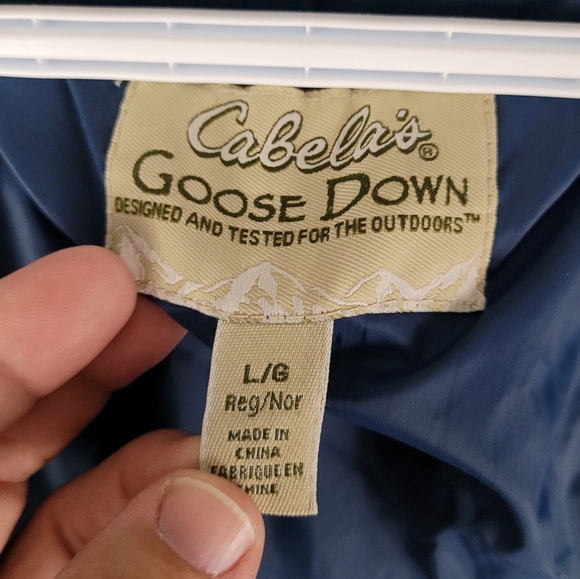 Cabela's®
GOOSE DOWN
DESIGNED AND TESTED FOR THE OUTDOORS™
L/G
Reg/Nor
MADE IN
CHINA
FABRIQUE EN
CHINE